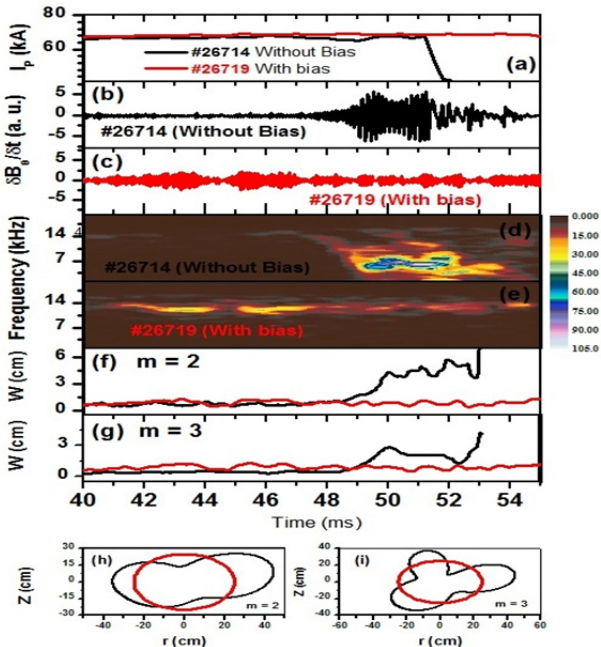 80
60
I_p (kA)
#26714 Without Bias
#26719 With bias
(a)
5
0
-5
(b)
#26714 (Without Bias)
δB_θ/δt (a. u.)
5
0
-5
(c)
#26719 (With bias)
14
7
(d)
#26714 (Without Bias)
Frequency (kHz)
14
7
(e)
#26719 (With bias)
0.000
15.00
30.00
45.00
60.00
75.00
90.00
105.0
6
3
0
W (cm)
(f) m = 2
3
0
W (cm)
(g) m = 3
40 42 44 46 48 50 52 54
Time (ms)
30
15
0
-15
-30
Z (cm)
(h)
m = 2
-40 -20 0 20 40
r (cm)
40
20
0
-20
-40
Z (cm)
(i)
m = 3
-60 -40 -20 0 20 40 60
r (cm)